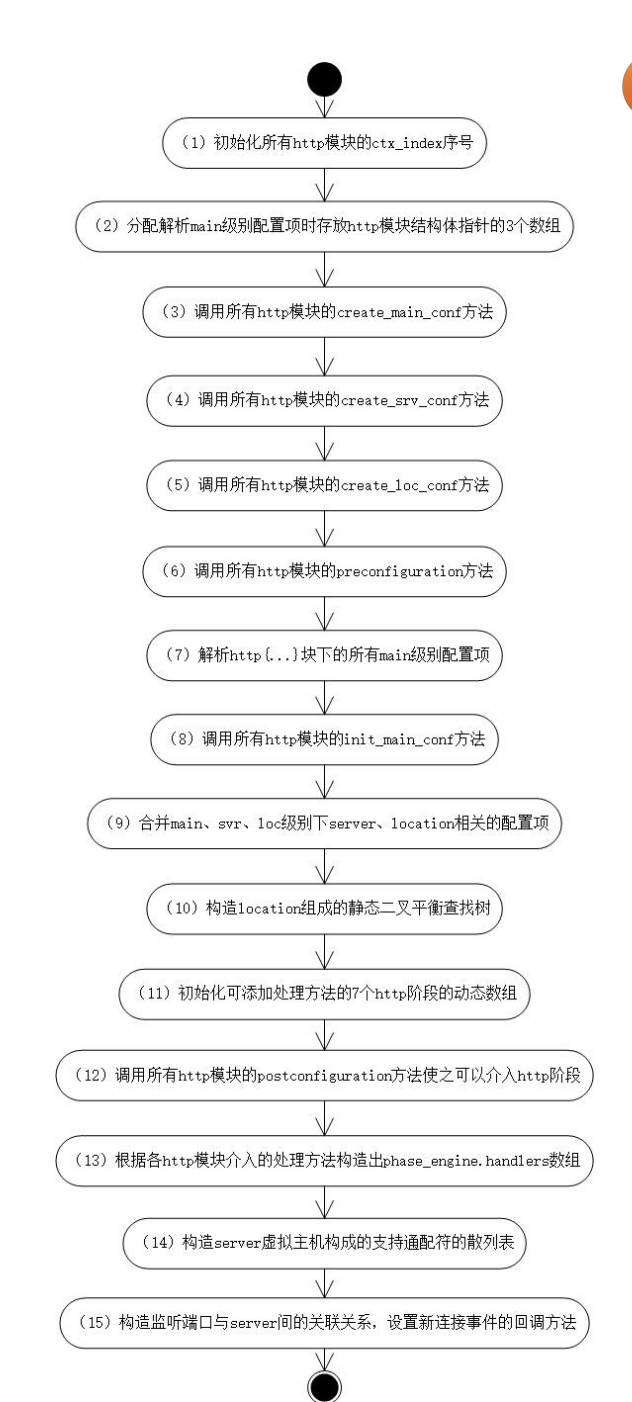 （1）初始化所有http模块的ctx_index序号
（2）分配解析main级别配置项时存放http模块结构体指针的3个数组
（3）调用所有http模块的create_main_conf方法
（4）调用所有http模块的create_srv_conf方法
（5）调用所有http模块的create_loc_conf方法
（6）调用所有http模块的preconfiguration方法
（7）解析http{...}块下的所有main级别配置项
（8）调用所有http模块的init_main_conf方法
（9）合并main、svr、loc级别下server、location相关的配置项
（10）构造location组成的静态二叉平衡查找树
（11）初始化可添加处理方法的7个http阶段的动态数组
（12）调用所有http模块的postconfiguration方法使之可以介入http阶段
（13）根据各http模块介入的处理方法构造出phase_engine.handlers数组
（14）构造server虚拟主机构成的支持通配符的散列表
（15）构造监听端口与server间的关联关系，设置新连接事件的回调方法